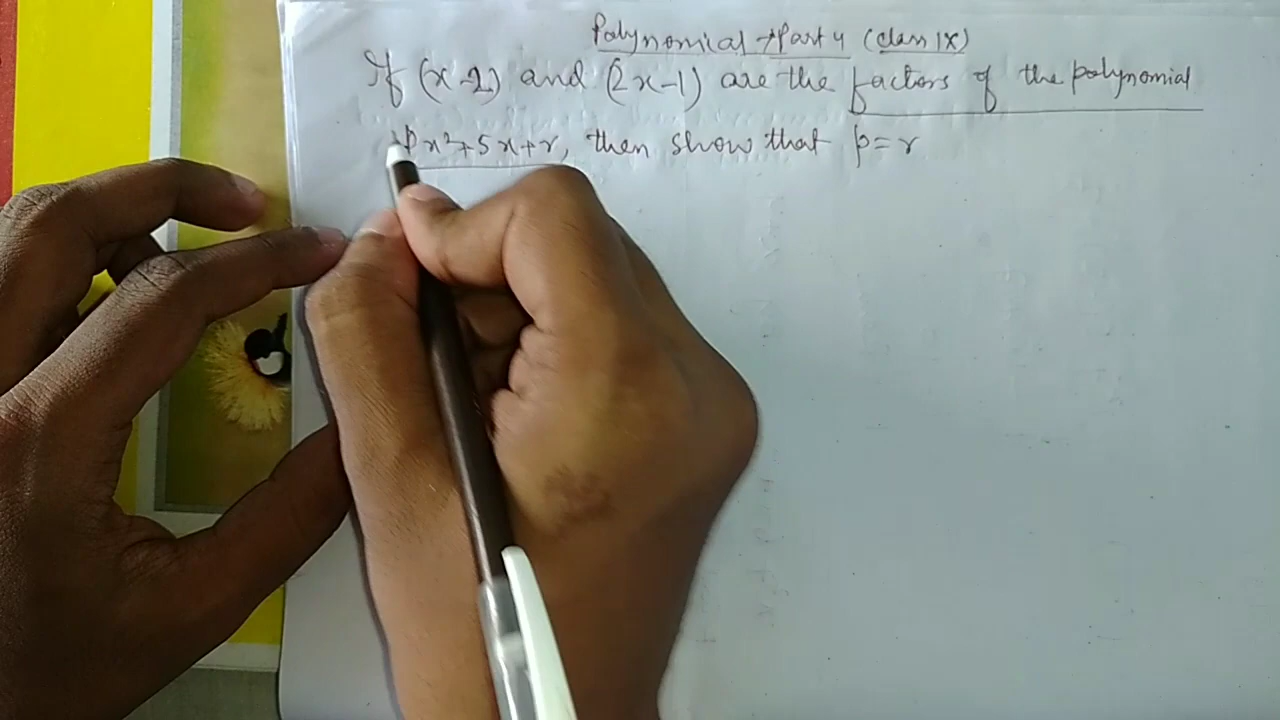 Polynomial → Part 4 (Class IX)
If (x-2) and (2x-1) are the factors of the polynomial
px²+5x+r, then show that p=r